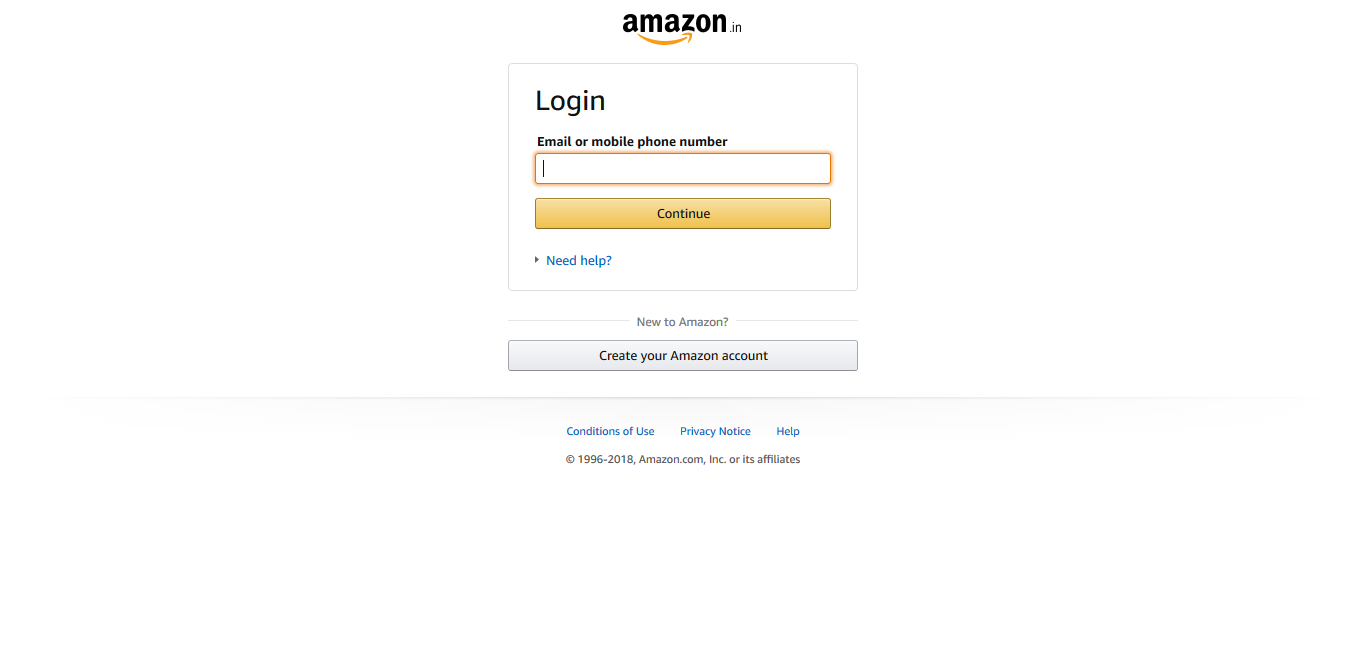 amazon.in
Login
Email or mobile phone number
Continue
Need help?
New to Amazon?
Create your Amazon account
Conditions of Use Privacy Notice Help
© 1996-2018, Amazon.com, Inc. or its affiliates